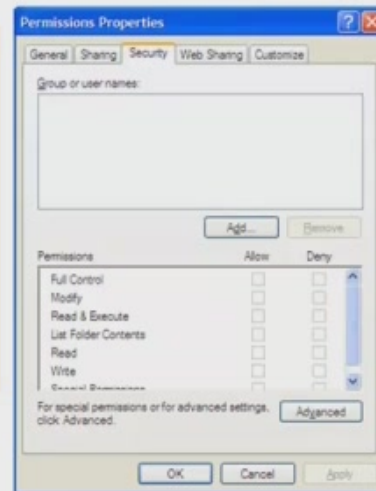 Permissions Properties
General Sharing Security Web Sharing Customize
Group or user names:
Add... Remove
Permissions Allow Deny
Full Control
Modify
Read & Execute
List Folder Contents
Read
Write
Special Permissions
For special permissions or for advanced settings,
click Advanced.
Advanced
OK Cancel Apply